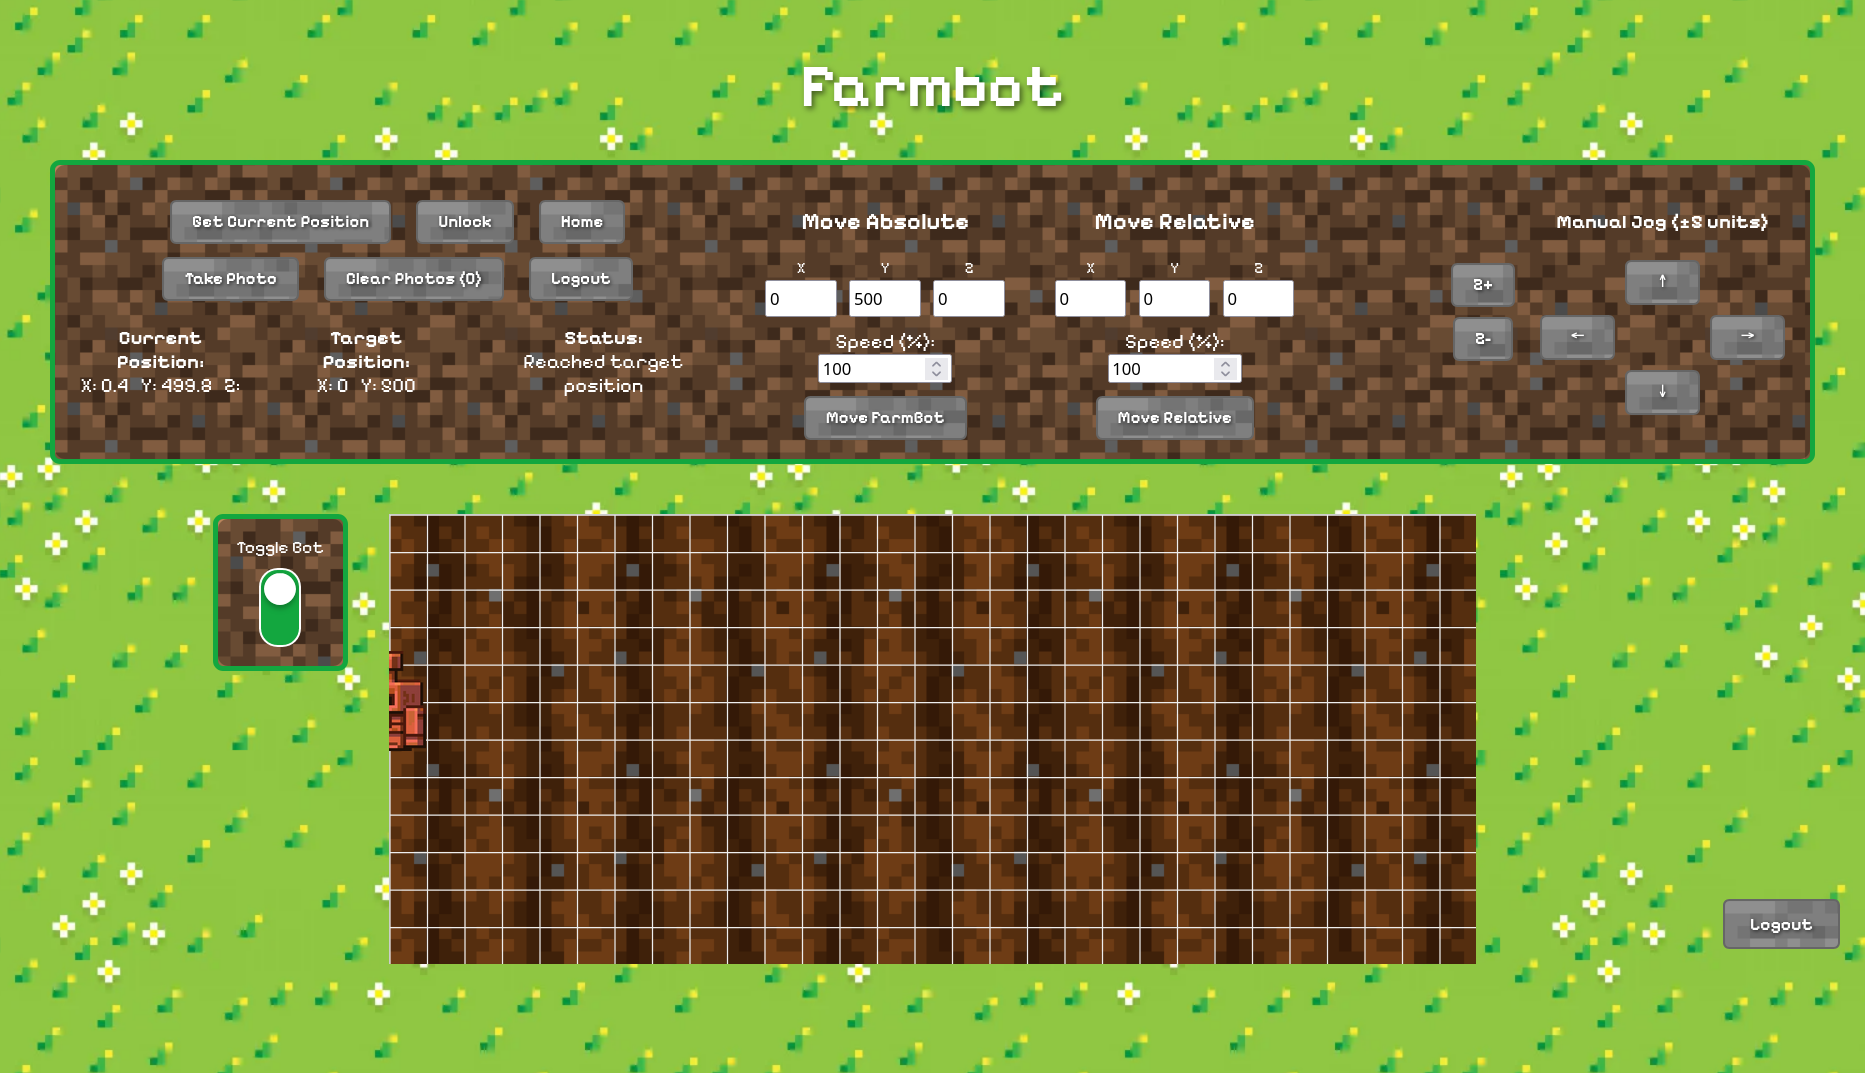 Farmbot
Get Current Position
Unlock
Home
Take Photo
Clear Photos (0)
Logout
Current Position:
X: 0.4 Y: 499.8 Z:
Target Position:
X: 0 Y: 500
Status:
Reached target position
Move Absolute
X Y Z
0 500 0
Speed (%):
100
Move FarmBot
Move Relative
X Y Z
0 0 0
Speed (%):
100
Move Relative
Manual Jog (±5 units)
Z+
Z-
↑
←
→
↓
Toggle Bot
Logout